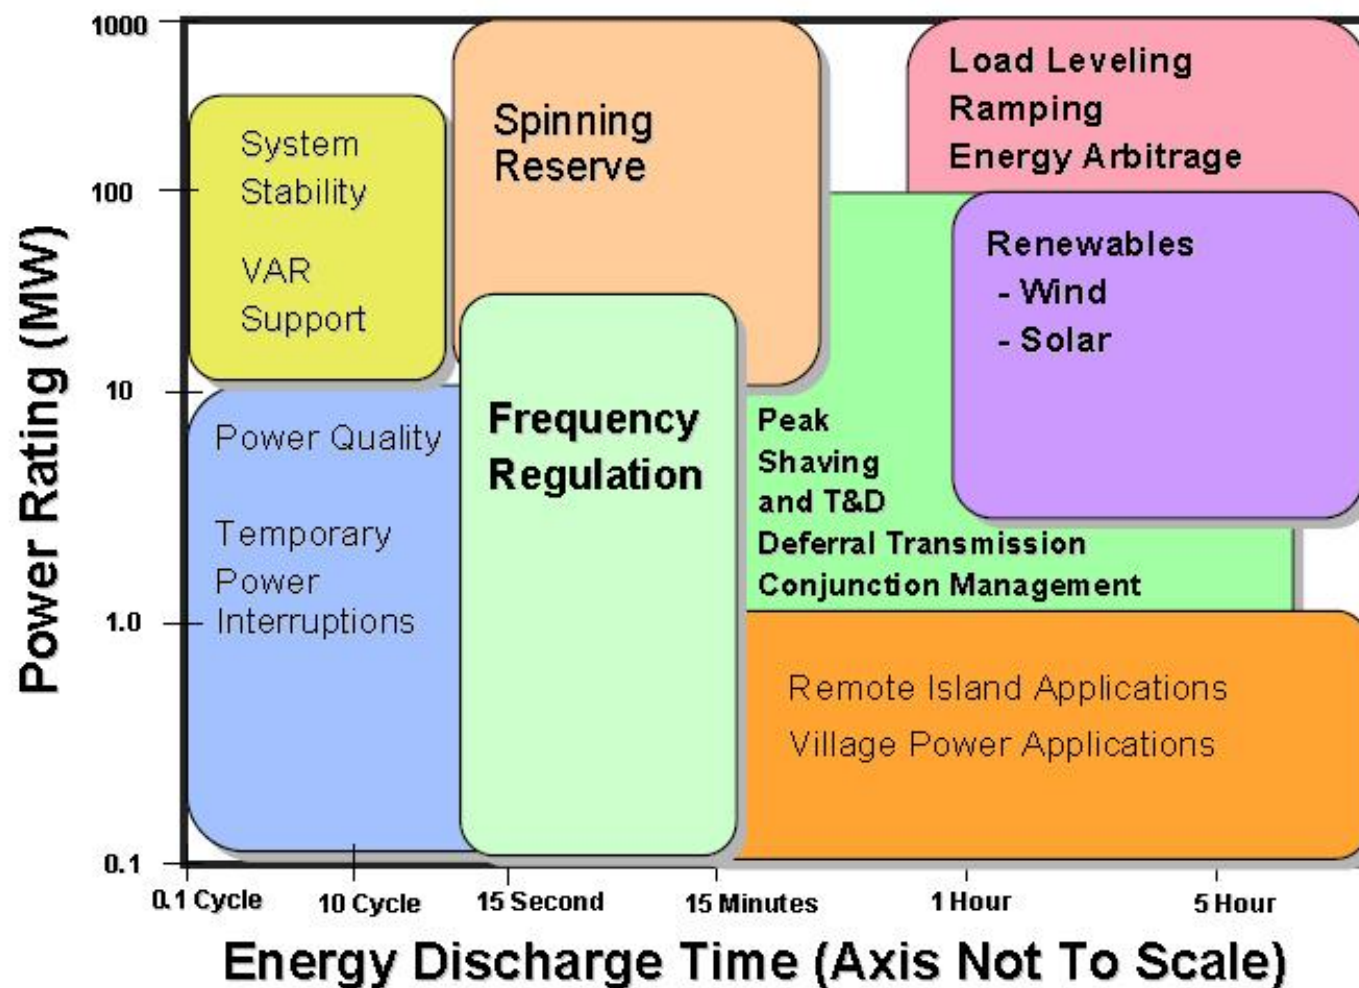 1000
100
10
1.0
0.1
Power Rating (MW)
System
Stability
VAR
Support
Spinning
Reserve
Load Leveling
Ramping
Energy Arbitrage
Renewables
- Wind
- Solar
Power Quality
Temporary
Power
Interruptions
Frequency
Regulation
Peak
Shaving
and T&D
Deferral Transmission
Conjunction Management
Remote Island Applications
Village Power Applications
0.1 Cycle
10 Cycle
15 Second
15 Minutes
1 Hour
5 Hour
Energy Discharge Time (Axis Not To Scale)